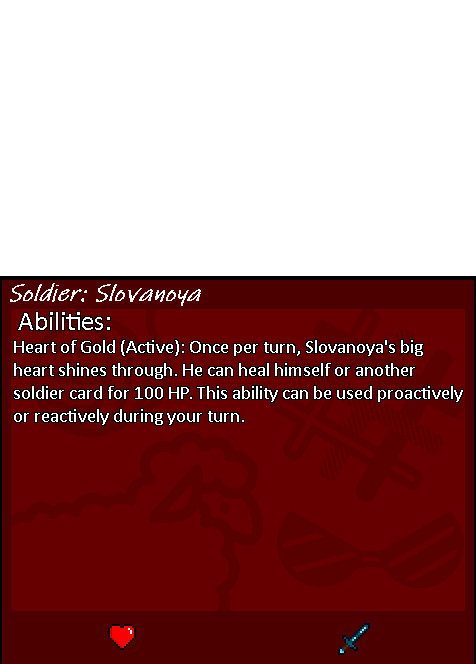 Soldier: Slovanoya
Abilities:
Heart of Gold (Active): Once per turn, Slovanoya's big
heart shines through. He can heal himself or another
soldier card for 100 HP. This ability can be used proactively
or reactively during your turn.